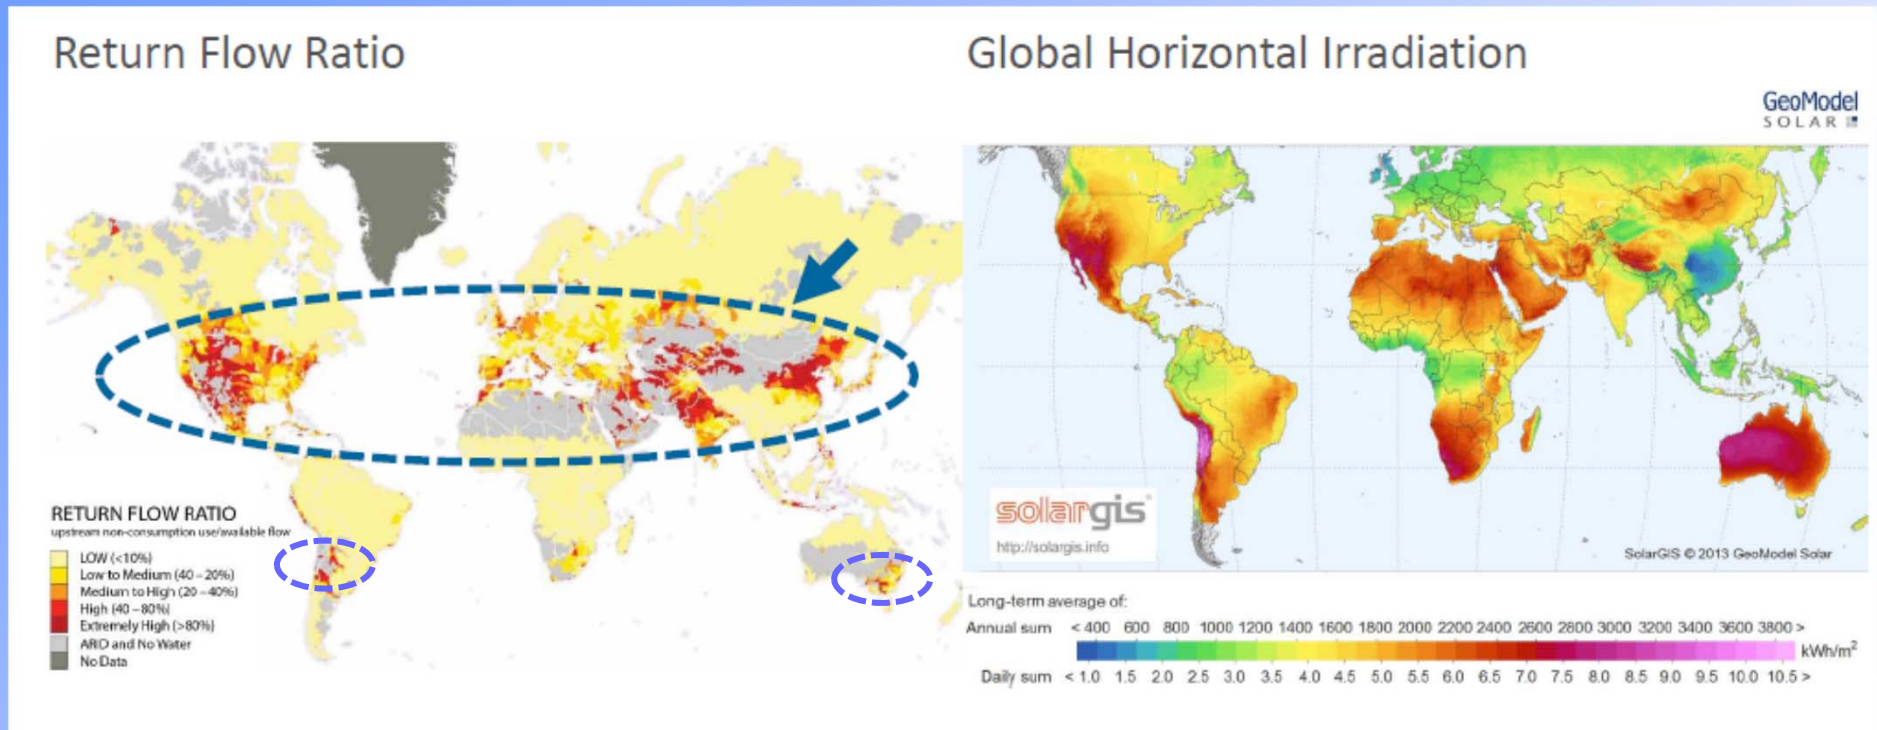 Return Flow Ratio
RETURN FLOW RATIO
upstream non-consumption use/available flow
LOW (<10%)
Low to Medium (40 – 20%)
Medium to High (20 – 40%)
High (40 – 80%(
Extremely High (>80%)
ARID and No Water
No Data
Global Horizontal Irradiation
GeoModel
SOLAR
solargis
http://solargis.info
SolarGIS © 2013 GeoModel Solar
Long-term average of:
Annual sum < 400 600 800 1000 1200 1400 1600 1800 2000 2200 2400 2600 2800 3000 3200 3400 3600 3800 >
kWh/m²
Daily sum < 1.0 1.5 2.0 2.5 3.0 3.5 4.0 4.5 5.0 5.5 6.0 6.5 7.0 7.5 8.0 8.5 9.0 9.5 10.0 10.5 >